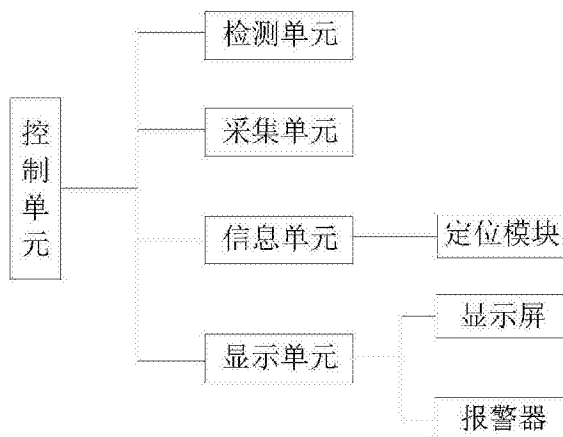 控制单元
检测单元
采集单元
信息单元
定位模块
显示单元
显示屏
报警器